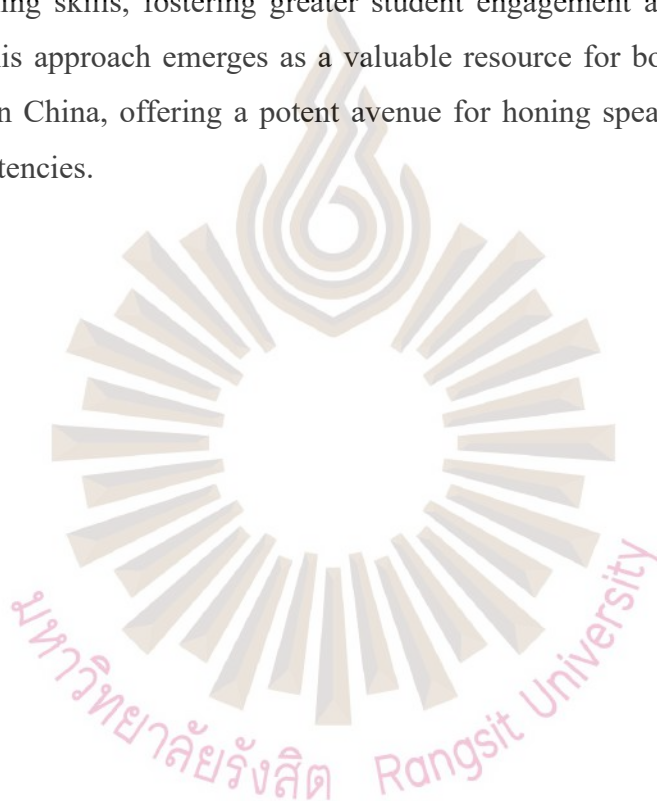 ing skills, fostering greater student engagement a
is approach emerges as a valuable resource for bo
n China, offering a potent avenue for honing spea
tencies.
มหาวิทยาลัยรังสิต Rangsit University